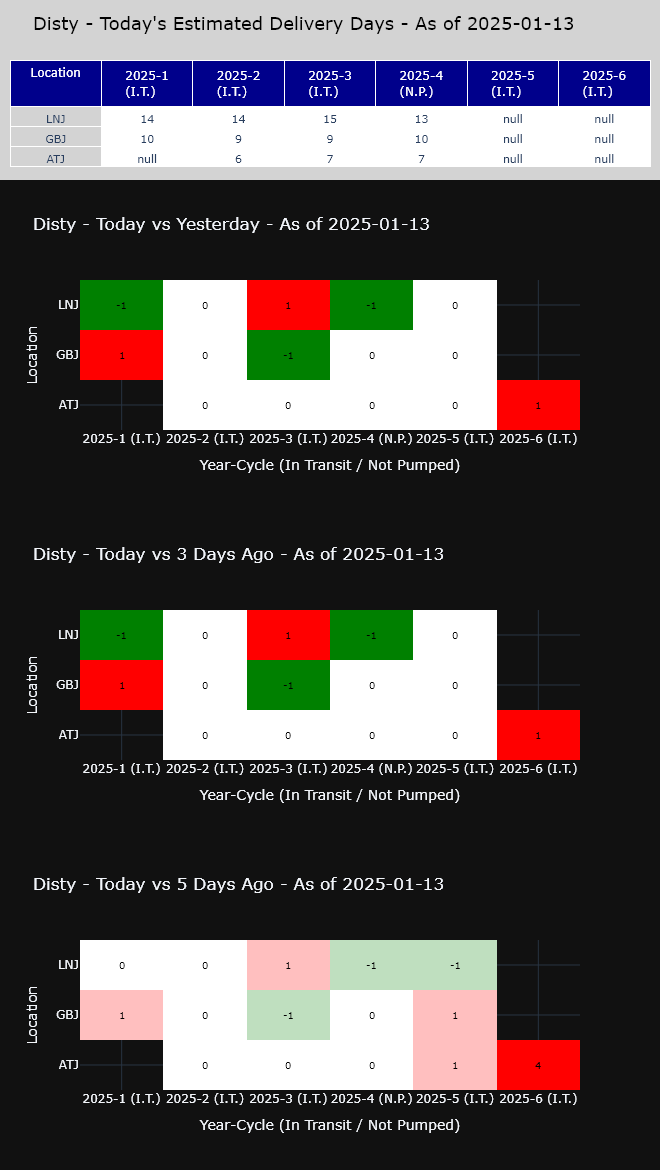 Disty - Today's Estimated Delivery Days - As of 2025-01-13
Location 2025-1 (I.T.) 2025-2 (I.T.) 2025-3 (I.T.) 2025-4 (N.P.) 2025-5 (I.T.) 2025-6 (I.T.)
LNJ 14 14 15 13 null null
GBJ 10 9 9 10 null null
ATJ null 6 7 7 null null
Disty - Today vs Yesterday - As of 2025-01-13
LNJ -1 0 1 -1 0
GBJ 1 0 -1 0 0
ATJ 0 0 0 0 1
Location
2025-1 (I.T.) 2025-2 (I.T.) 2025-3 (I.T.) 2025-4 (N.P.) 2025-5 (I.T.) 2025-6 (I.T.)
Year-Cycle (In Transit / Not Pumped)
Disty - Today vs 3 Days Ago - As of 2025-01-13
LNJ -1 0 1 -1 0
GBJ 1 0 -1 0 0
ATJ 0 0 0 0 1
Location
2025-1 (I.T.) 2025-2 (I.T.) 2025-3 (I.T.) 2025-4 (N.P.) 2025-5 (I.T.) 2025-6 (I.T.)
Year-Cycle (In Transit / Not Pumped)
Disty - Today vs 5 Days Ago - As of 2025-01-13
LNJ 0 0 1 -1 -1
GBJ 1 0 -1 0 1
ATJ 0 0 0 1 4
Location
2025-1 (I.T.) 2025-2 (I.T.) 2025-3 (I.T.) 2025-4 (N.P.) 2025-5 (I.T.) 2025-6 (I.T.)
Year-Cycle (In Transit / Not Pumped)